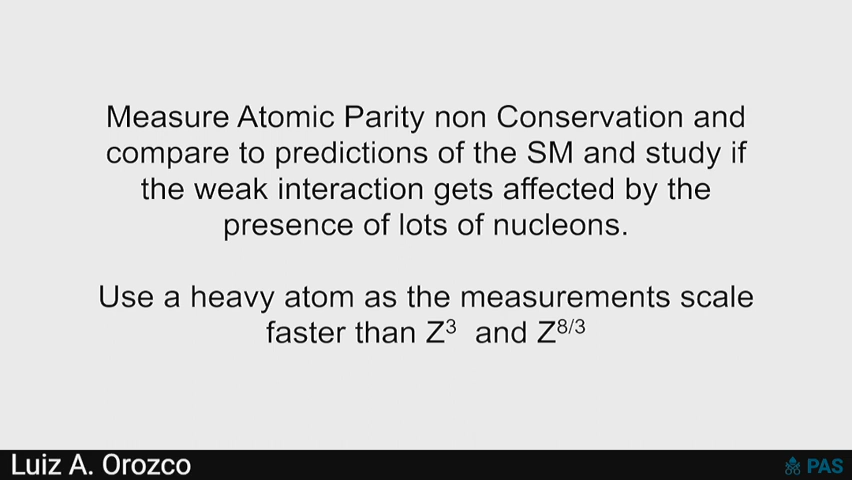 Measure Atomic Parity non Conservation and
compare to predictions of the SM and study if
the weak interaction gets affected by the
presence of lots of nucleons.
Use a heavy atom as the measurements scale
faster than Z³ and Z⁸/³
Luiz A. Orozco
PAS